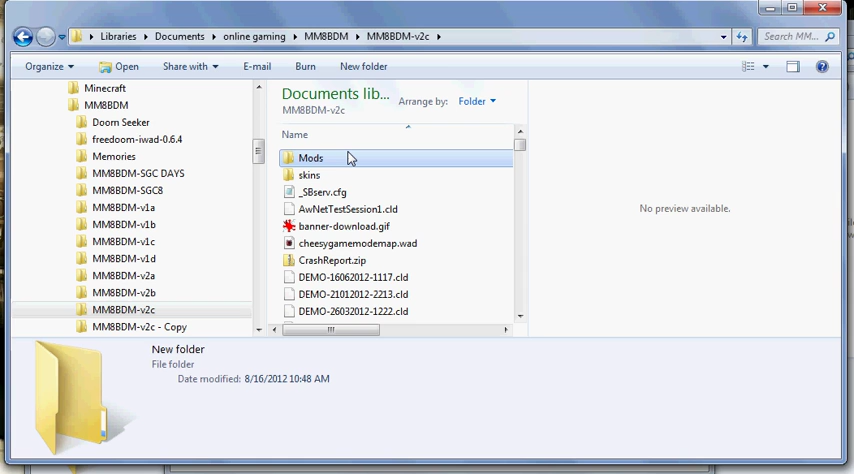 Libraries Documents online gaming MM8BDM MM8BDM-v2c
Search MM...
Organize Open Share with E-mail Burn New folder
Minecraft
MM8BDM
Doom Seeker
freedoom-iwad-0.6.4
Memories
MM8BDM-SGC DAYS
MM8BDM-SGC8
MM8BDM-v1a
MM8BDM-v1b
MM8BDM-v1c
MM8BDM-v1d
MM8BDM-v2a
MM8BDM-v2b
MM8BDM-v2c
MM8BDM-v2c - Copy
Documents lib...
MM8BDM-v2c
Arrange by: Folder
Name
Mods
skins
_SBserv.cfg
AwNetTestSession1.cld
banner-download.gif
cheesygamemodemap.wad
CrashReport.zip
DEMO-16062012-1117.cld
DEMO-21012012-2213.cld
DEMO-26032012-1222.cld
No preview available.
New folder
File folder
Date modified: 8/16/2012 10:48 AM